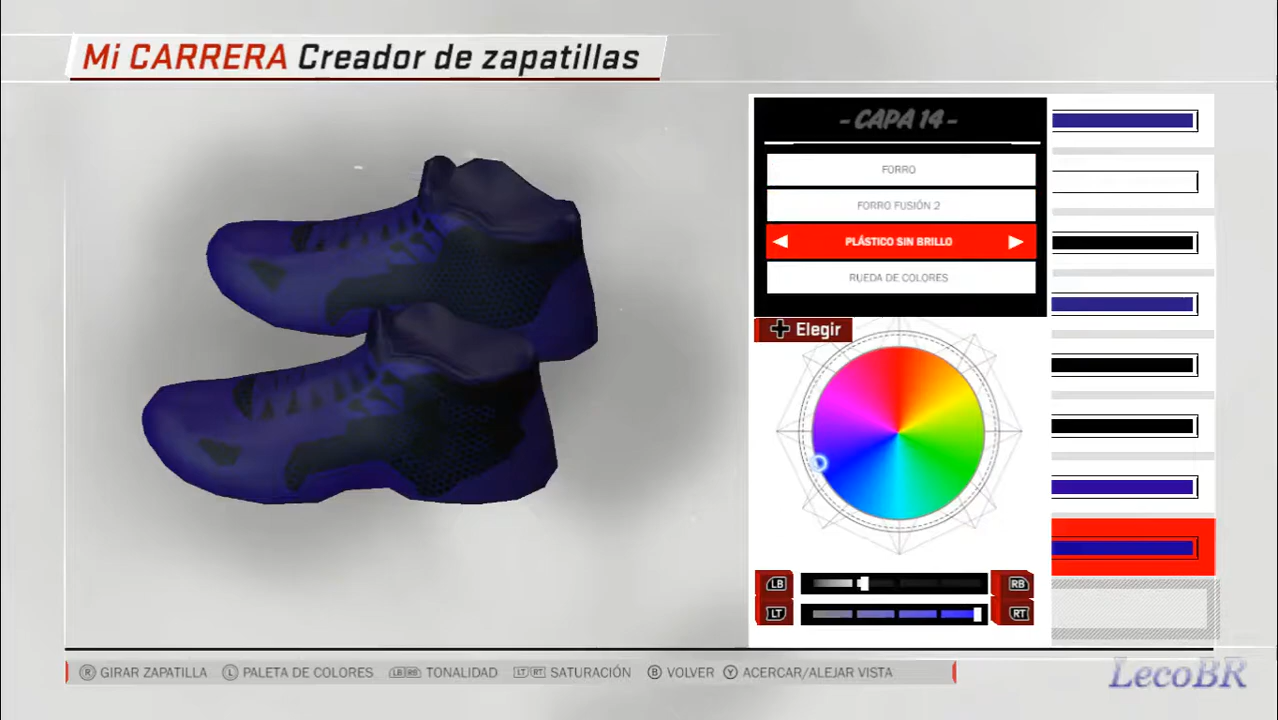 Mi CARRERA Creador de zapatillas
- CAPA 14 -
FORRO
FORRO FUSIÓN 2
PLÁSTICO SIN BRILLO
RUEDA DE COLORES
Elegir
LB RB
LT RT
R GIRAR ZAPATILLA L PALETA DE COLORES LB RB TONALIDAD LT RT SATURACIÓN B VOLVER Y ACERCAR/ALEJAR VISTA
LecoBR